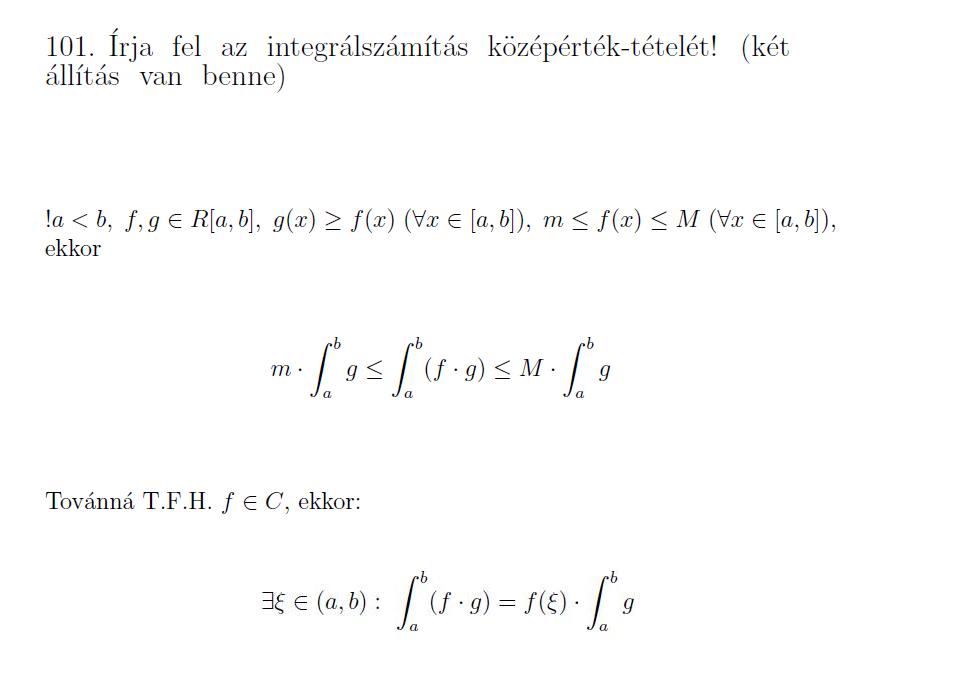 101. Írja fel az integrálszámítás középérték-tételét! (két
állítás van benne)
!a < b, f, g ∈ R[a, b], g(x) ≥ f(x) (∀x ∈ [a, b]), m ≤ f(x) ≤ M (∀x ∈ [a, b]),
ekkor
m · ∫_a^b g ≤ ∫_a^b (f · g) ≤ M · ∫_a^b g
Továnná T.F.H. f ∈ C, ekkor:
∃ξ ∈ (a, b) : ∫_a^b (f · g) = f(ξ) · ∫_a^b g